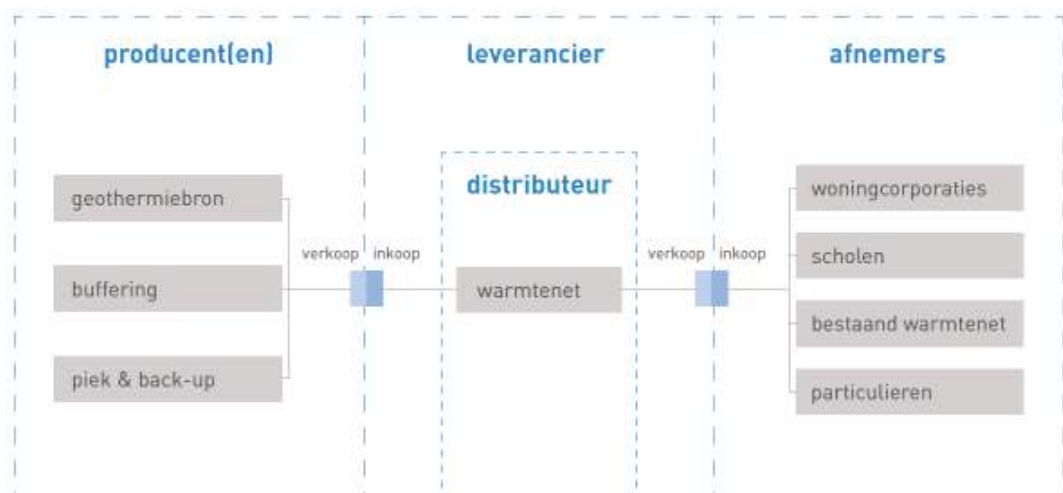 producent(en)
leverancier
afnemers
distributeur
geothermiebron
buffering
piek & back-up
verkoop
inkoop
warmtenet
verkoop
inkoop
woningcorporaties
scholen
bestaand warmtenet
particulieren